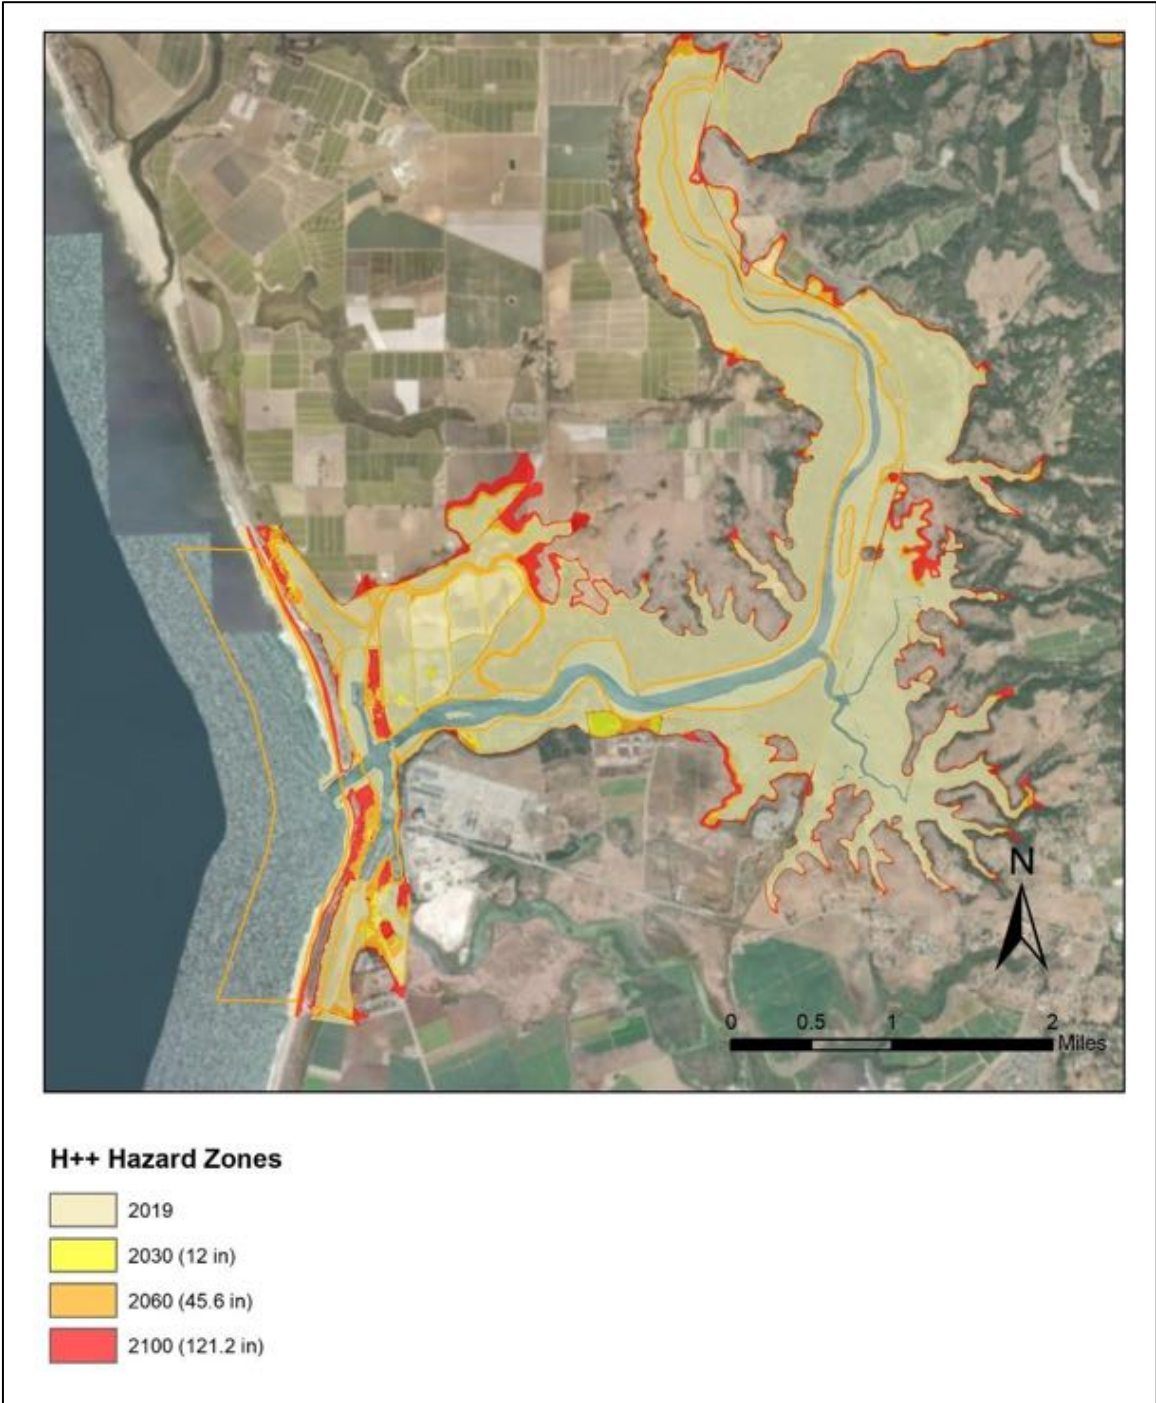 N
0 0.5 1 2
Miles
H++ Hazard Zones
2019
2030 (12 in)
2060 (45.6 in)
2100 (121.2 in)